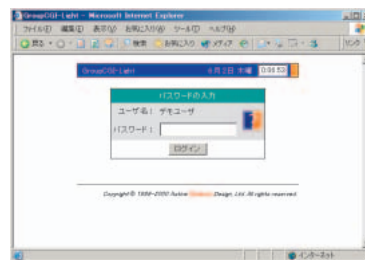 GroupCGI-Light - Microsoft Internet Explorer
ファイル(F) 編集(E) 表示(V) お気に入り(A) ツール(T) ヘルプ(H)
戻る 検索 お気に入り メディア リンク
GroupCGI-Light 6月2日 木曜
パスワードの入力
ユーザ名: デモユーザ
パスワード:
ログイン
Design, Ltd. All rights reserved.
インターネット